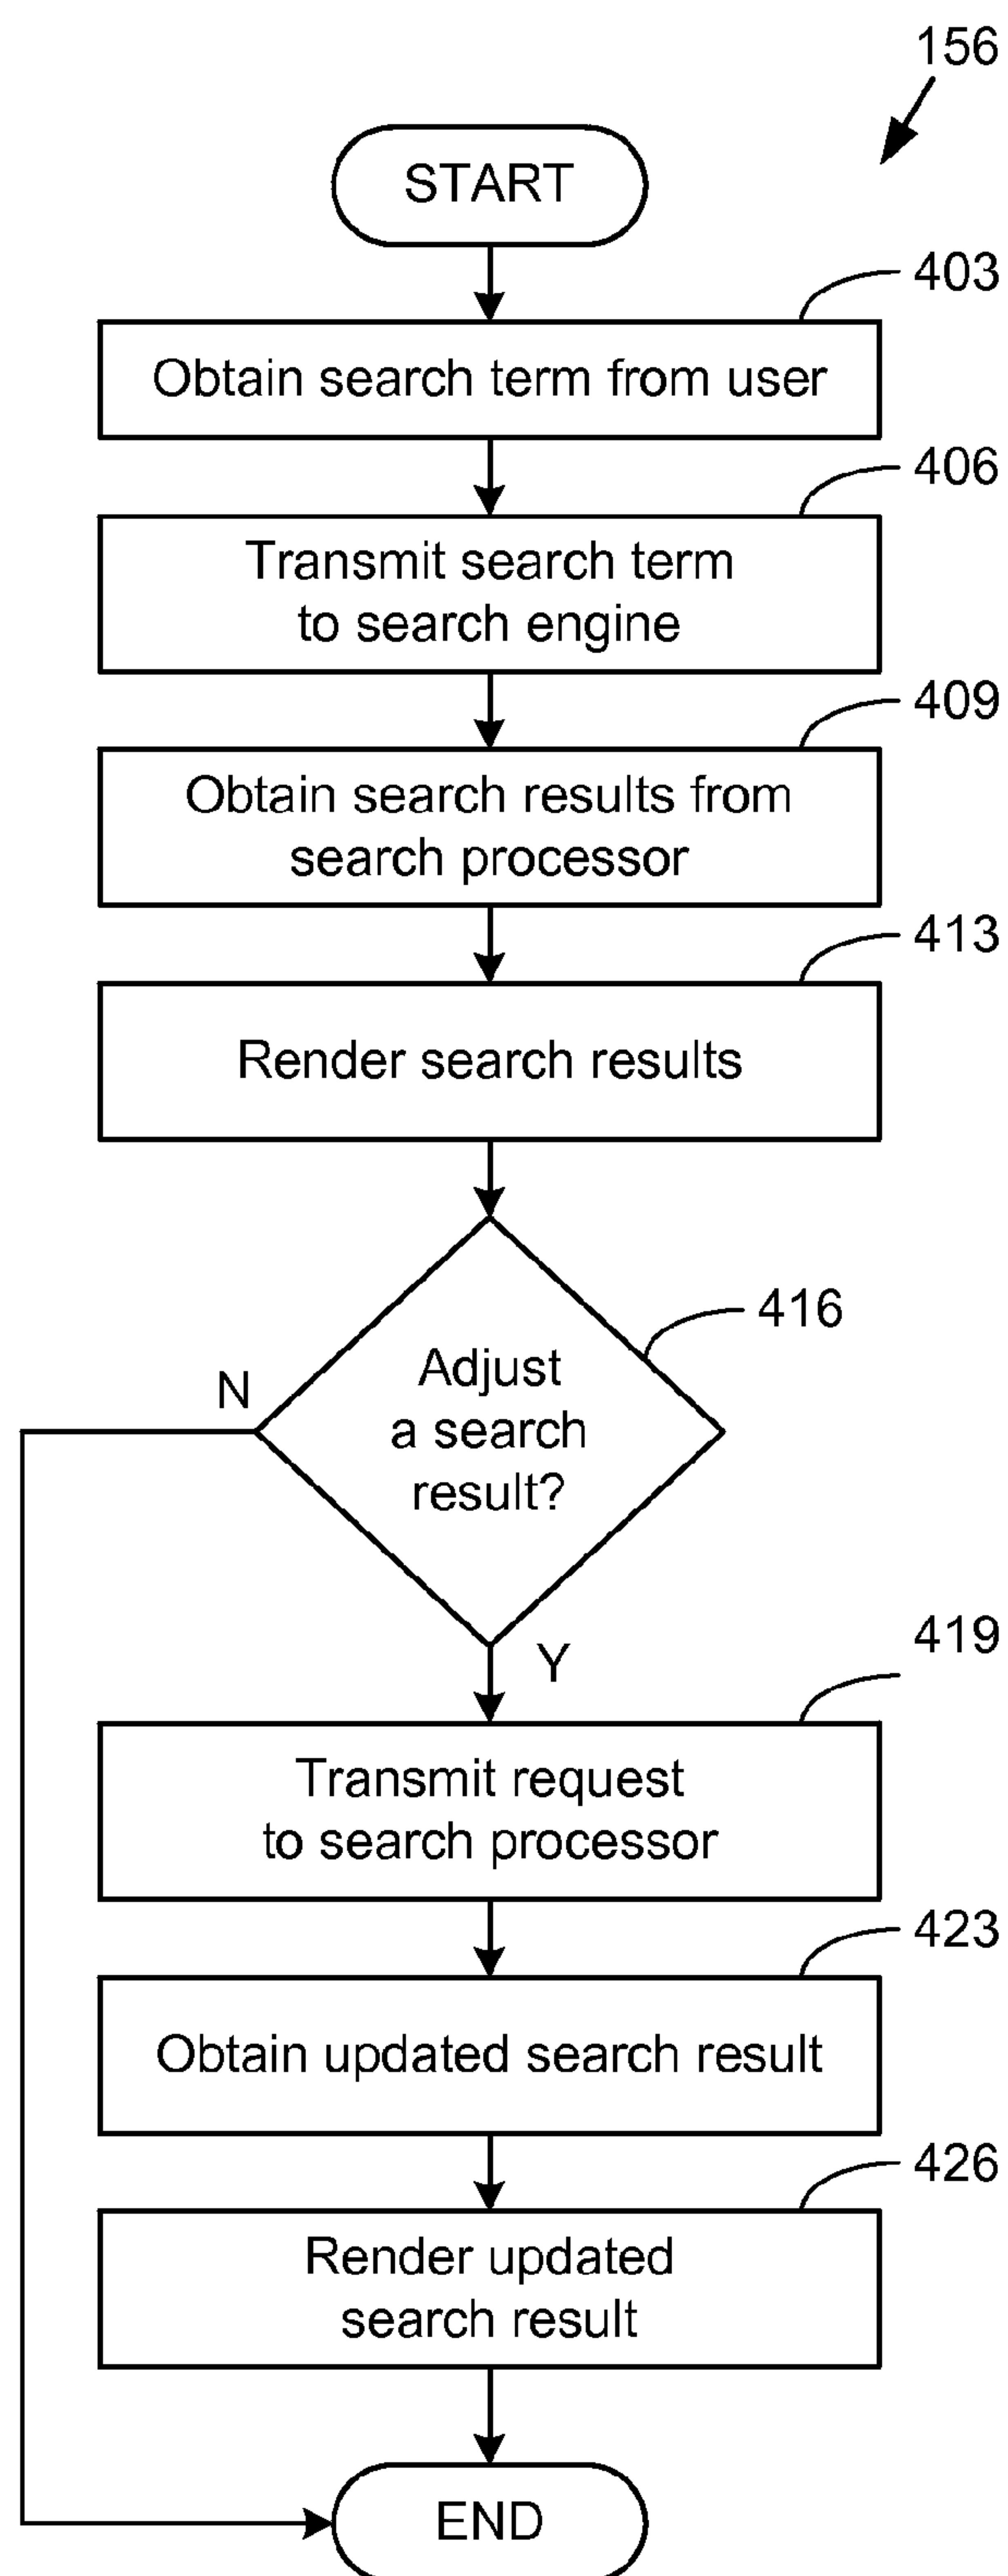 156
START
403
Obtain search term from user
406
Transmit search term
to search engine
409
Obtain search results from
search processor
413
Render search results
416
Adjust
a search
result?
N
Y
419
Transmit request
to search processor
423
Obtain updated search result
426
Render updated
search result
END